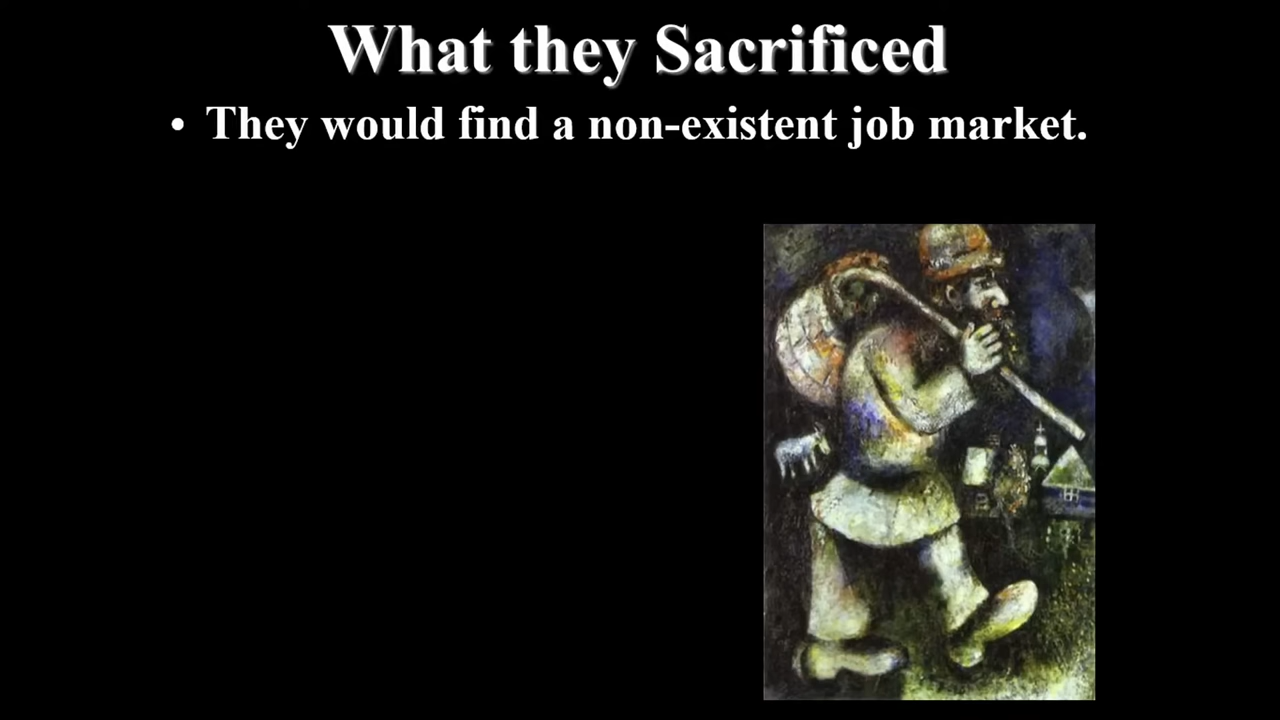 What they Sacrificed
• They would find a non-existent job market.